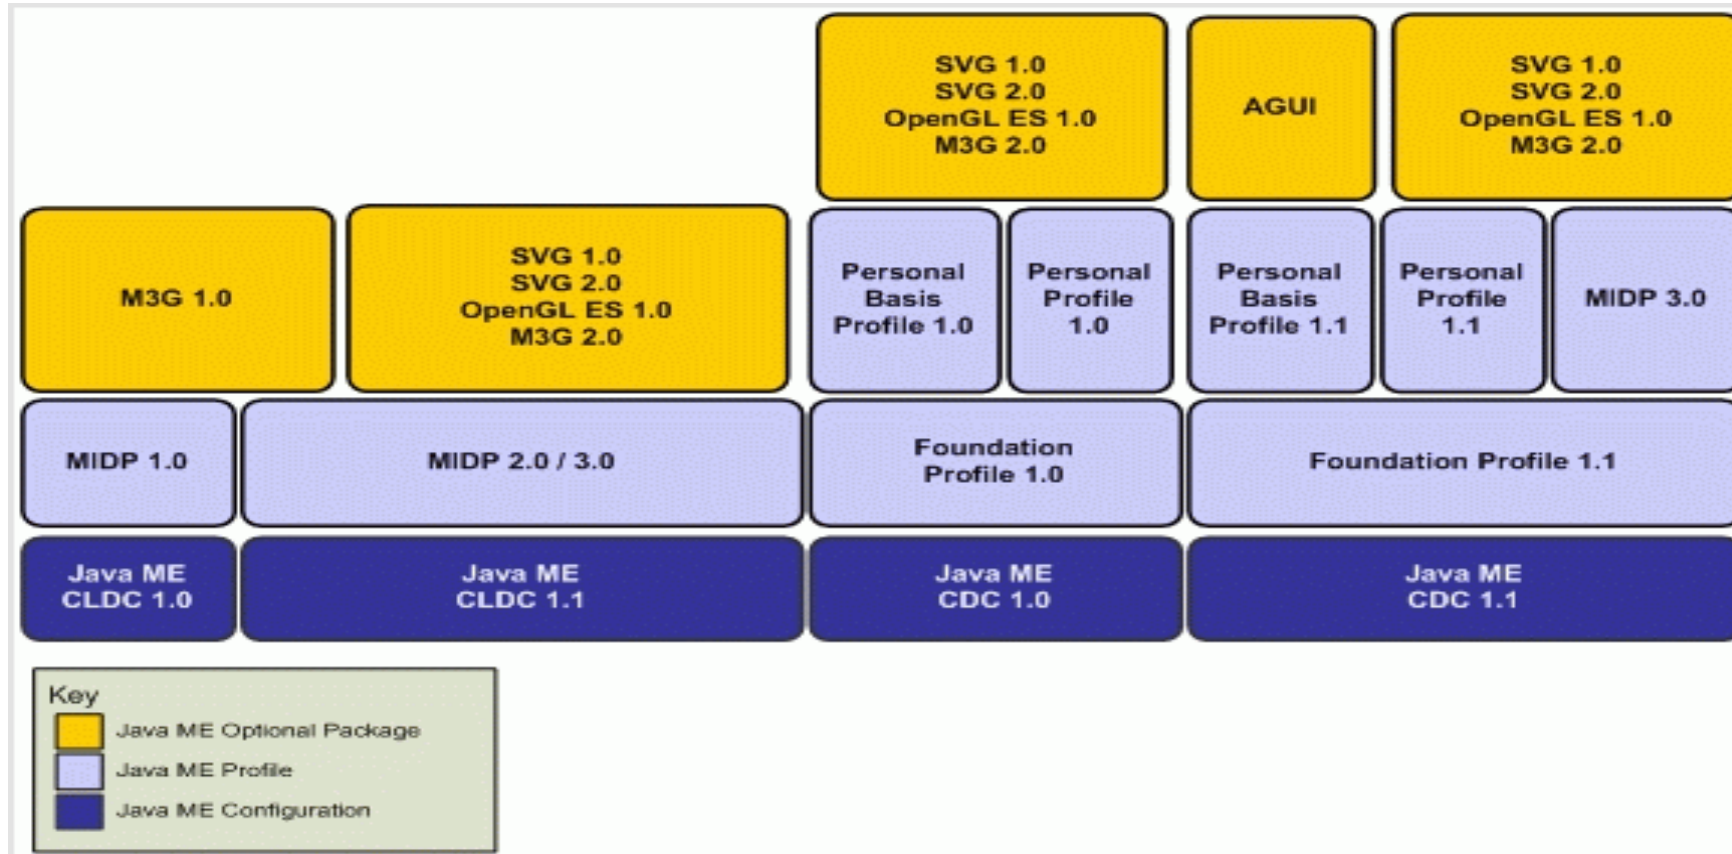 SVG 1.0
SVG 2.0
OpenGL ES 1.0
M3G 2.0
AGUI
SVG 1.0
SVG 2.0
OpenGL ES 1.0
M3G 2.0
M3G 1.0
SVG 1.0
SVG 2.0
OpenGL ES 1.0
M3G 2.0
Personal
Basis
Profile 1.0
Personal
Profile
1.0
Personal
Basis
Profile 1.1
Personal
Profile
1.1
MIDP 3.0
MIDP 1.0
MIDP 2.0 / 3.0
Foundation
Profile 1.0
Foundation Profile 1.1
Java ME
CLDC 1.0
Java ME
CLDC 1.1
Java ME
CDC 1.0
Java ME
CDC 1.1
Key
Java ME Optional Package
Java ME Profile
Java ME Configuration